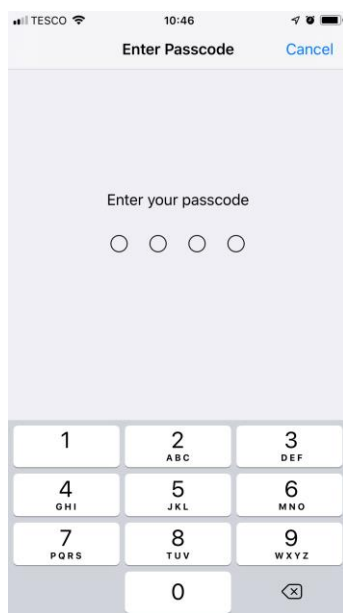 TESCO 10:46
Enter Passcode Cancel
Enter your passcode
1 2 3
ABC DEF
4 5 6
GHI JKL MNO
7 8 9
PQRS TUV WXYZ
0